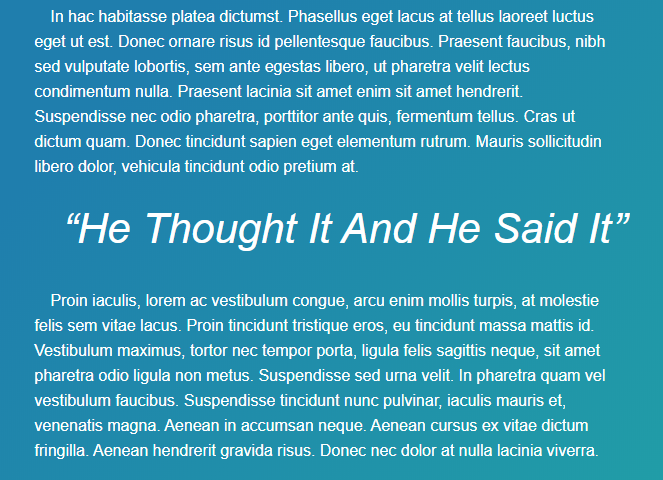 In hac habitasse platea dictumst. Phasellus eget lacus at tellus laoreet luctus
eget ut est. Donec ornare risus id pellentesque faucibus. Praesent faucibus, nibh
sed vulputate lobortis, sem ante egestas libero, ut pharetra velit lectus
condimentum nulla. Praesent lacinia sit amet enim sit amet hendrerit.
Suspendisse nec odio pharetra, porttitor ante quis, fermentum tellus. Cras ut
dictum quam. Donec tincidunt sapien eget elementum rutrum. Mauris sollicitudin
libero dolor, vehicula tincidunt odio pretium at.
“He Thought It And He Said It”
Proin iaculis, lorem ac vestibulum congue, arcu enim mollis turpis, at molestie
felis sem vitae lacus. Proin tincidunt tristique eros, eu tincidunt massa mattis id.
Vestibulum maximus, tortor nec tempor porta, ligula felis sagittis neque, sit amet
pharetra odio ligula non metus. Suspendisse sed urna velit. In pharetra quam vel
vestibulum faucibus. Suspendisse tincidunt nunc pulvinar, iaculis mauris et,
venenatis magna. Aenean in accumsan neque. Aenean cursus ex vitae dictum
fringilla. Aenean hendrerit gravida risus. Donec nec dolor at nulla lacinia viverra.